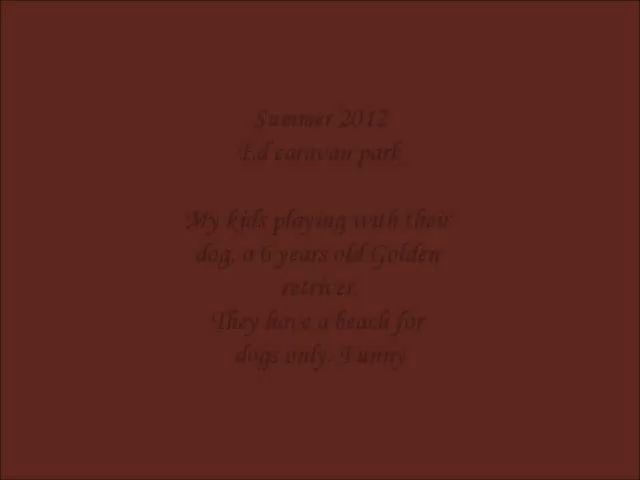 Summer 2012
Ed caravan park
My kids playing with their
dog, a 6 years old Golden
retriver.
They have a beach for
dogs only. Funny